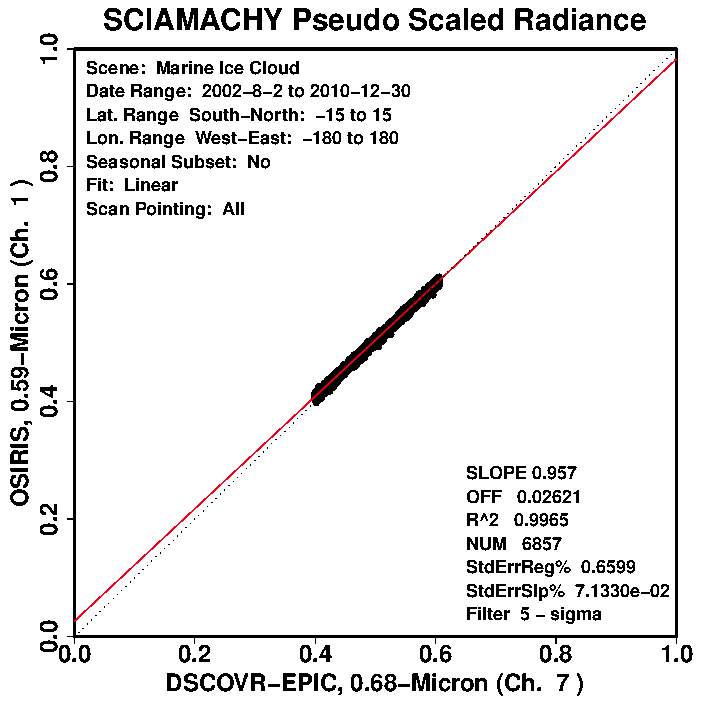 SCIAMACHY Pseudo Scaled Radiance
Scene: Marine Ice Cloud
Date Range: 2002-8-2 to 2010-12-30
Lat. Range South-North: -15 to 15
Lon. Range West-East: -180 to 180
Seasonal Subset: No
Fit: Linear
Scan Pointing: All
OSIRIS, 0.59-Micron (Ch. 1 )
1.0
0.8
0.6
0.4
0.2
0.0
SLOPE 0.957
OFF 0.02621
R^2 0.9965
NUM 6857
StdErrReg% 0.6599
StdErrSlp% 7.1330e-02
Filter 5 - sigma
0.0 0.2 0.4 0.6 0.8 1.0
DSCOVR-EPIC, 0.68-Micron (Ch. 7 )